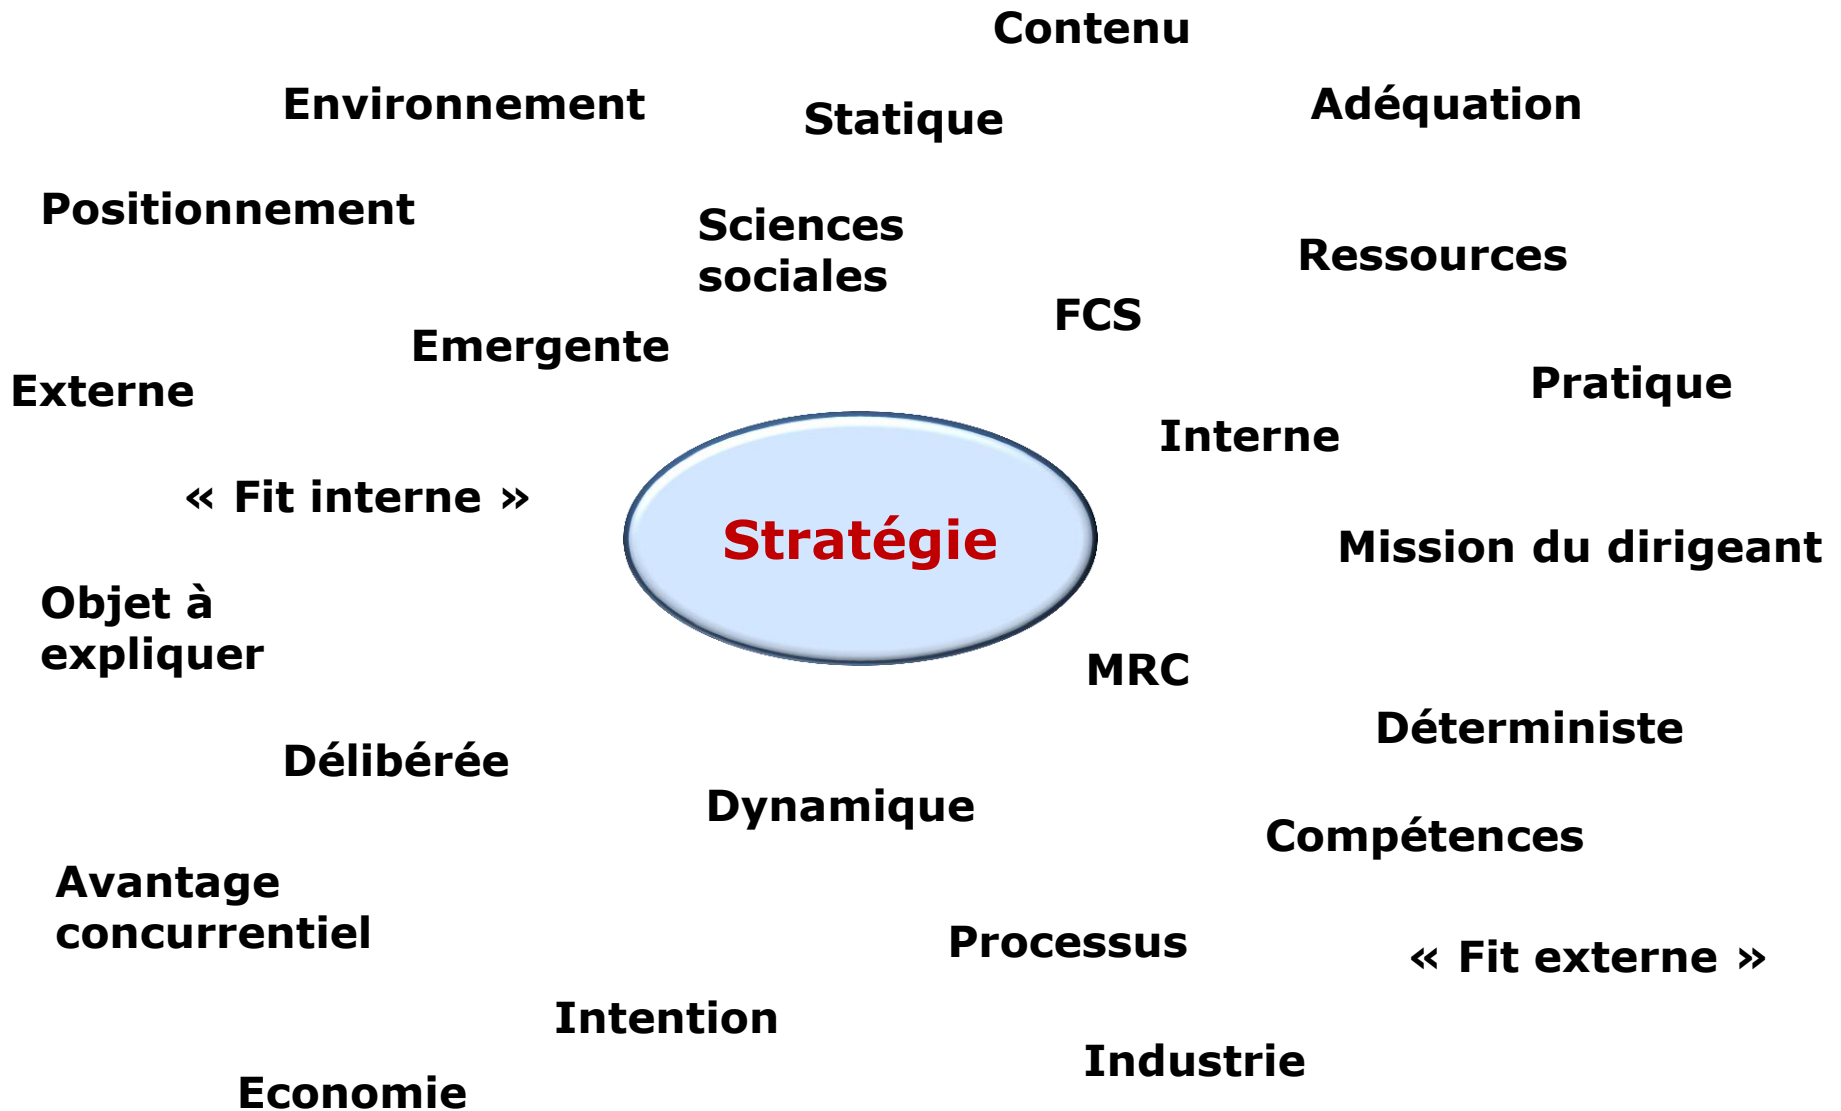 Contenu
Environnement
Statique
Adéquation
Positionnement
Sciences
sociales
Ressources
FCS
Emergente
Externe
Pratique
Interne
« Fit interne »
Stratégie
Mission du dirigeant
Objet à
expliquer
MRC
Déterministe
Délibérée
Dynamique
Compétences
Avantage
concurrentiel
Processus
« Fit externe »
Intention
Industrie
Economie